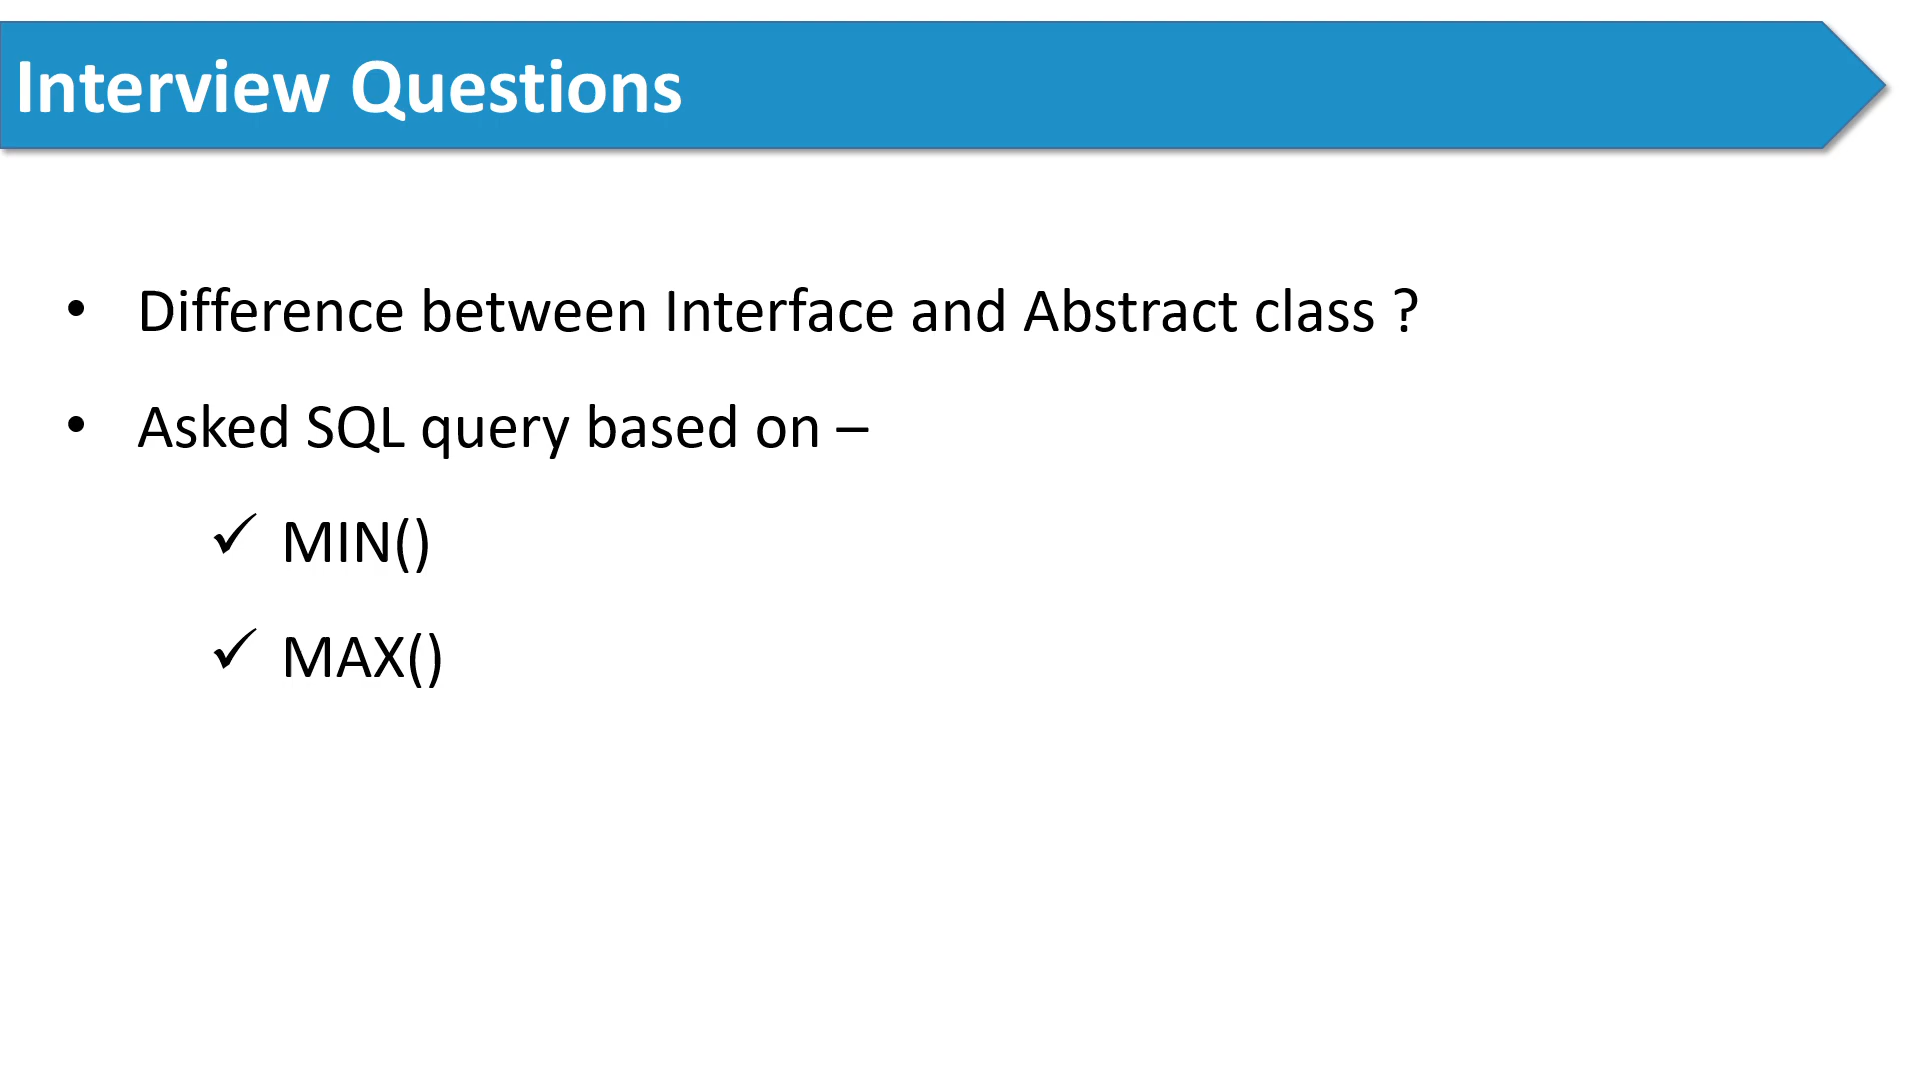 Interview Questions
• Difference between Interface and Abstract class ?
• Asked SQL query based on –
✓ MIN()
✓ MAX()